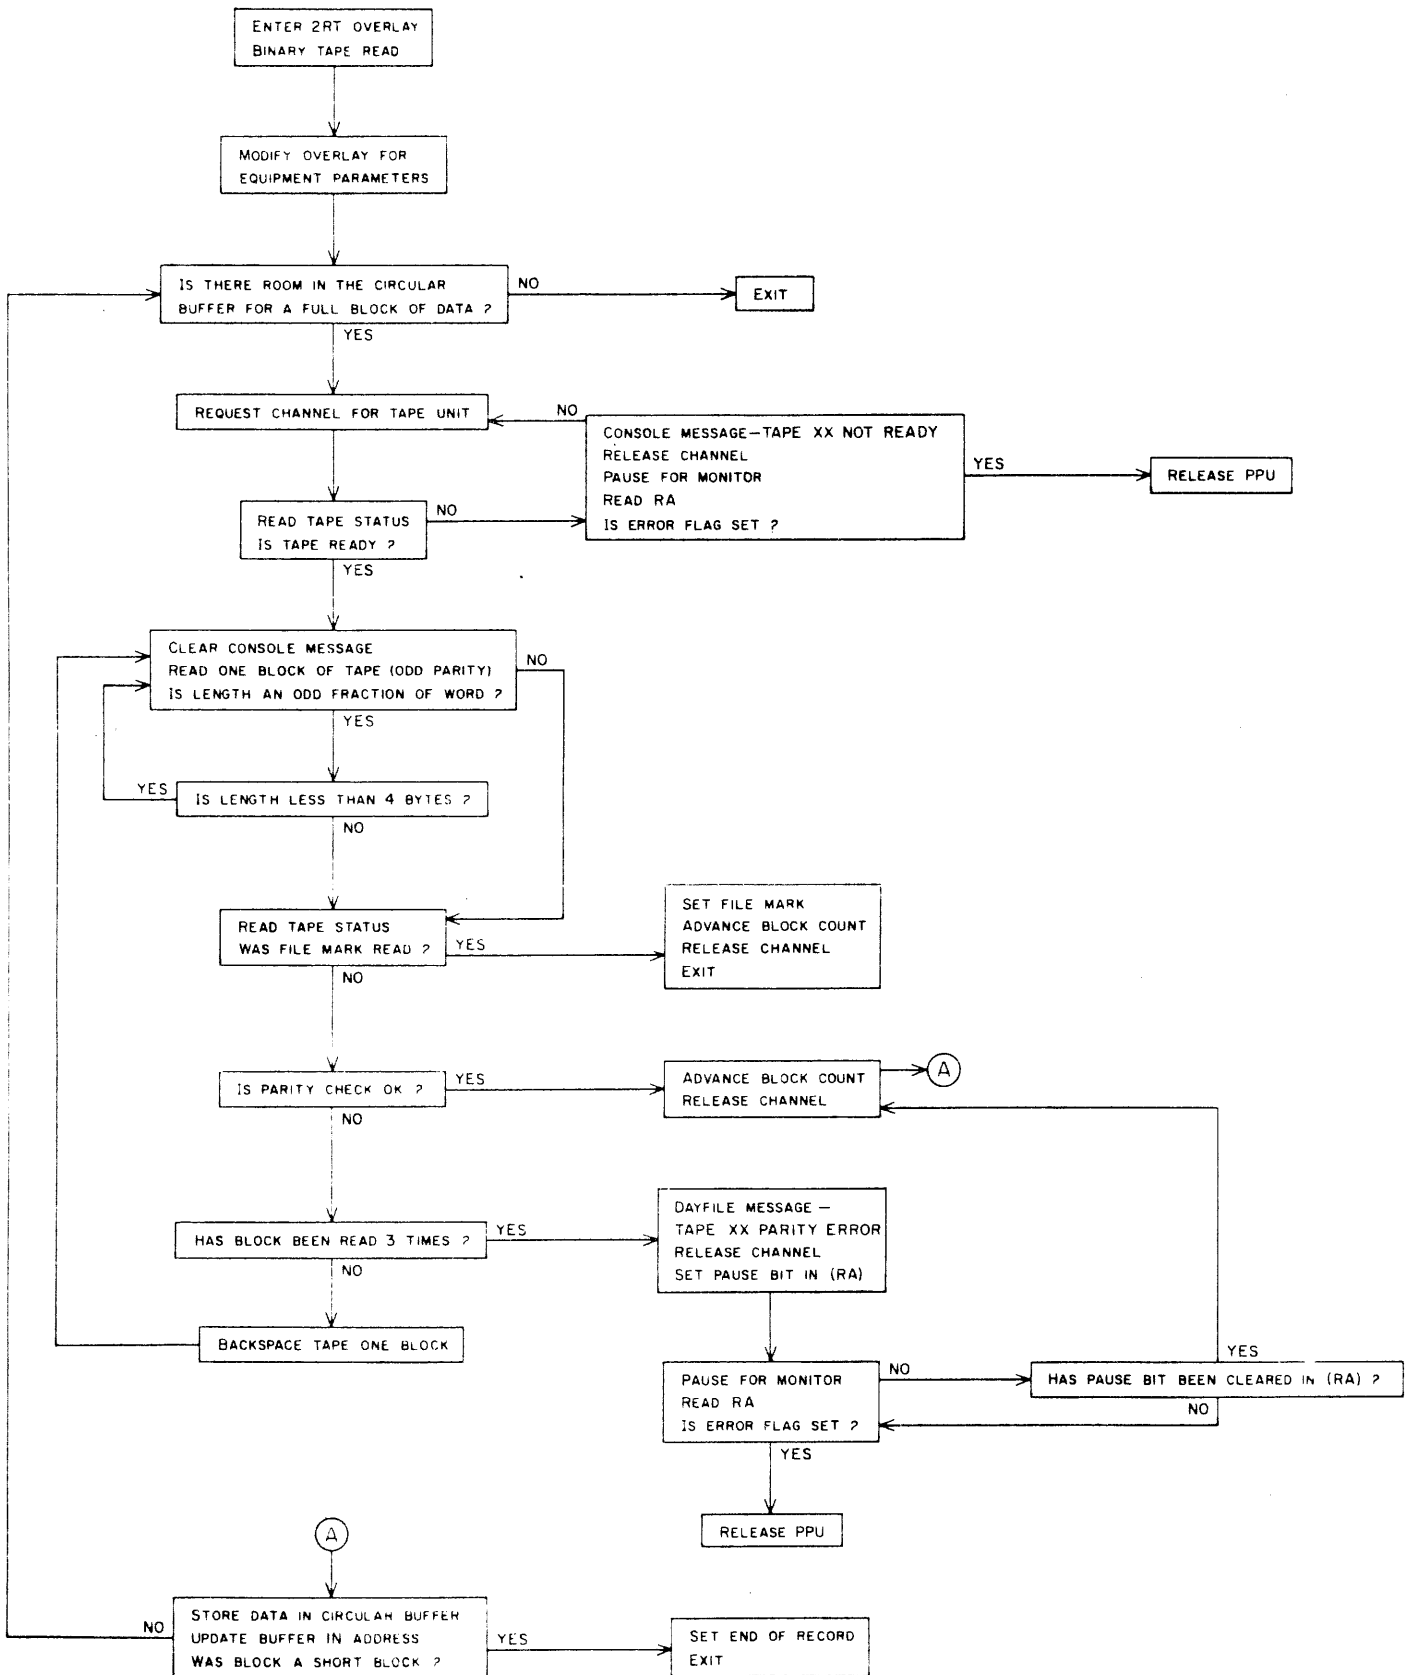 ENTER 2RT OVERLAY
BINARY TAPE READ
MODIFY OVERLAY FOR
EQUIPMENT PARAMETERS
IS THERE ROOM IN THE CIRCULAR
BUFFER FOR A FULL BLOCK OF DATA ?
NO
EXIT
YES
REQUEST CHANNEL FOR TAPE UNIT
NO
CONSOLE MESSAGE—TAPE XX NOT READY
RELEASE CHANNEL
PAUSE FOR MONITOR
READ RA
IS ERROR FLAG SET ?
YES
RELEASE PPU
READ TAPE STATUS
IS TAPE READY ?
NO
YES
CLEAR CONSOLE MESSAGE
READ ONE BLOCK OF TAPE (ODD PARITY)
IS LENGTH AN ODD FRACTION OF WORD ?
NO
YES
YES
IS LENGTH LESS THAN 4 BYTES ?
NO
READ TAPE STATUS
WAS FILE MARK READ ?
YES
SET FILE MARK
ADVANCE BLOCK COUNT
RELEASE CHANNEL
EXIT
NO
IS PARITY CHECK OK ?
YES
ADVANCE BLOCK COUNT
RELEASE CHANNEL
A
NO
HAS BLOCK BEEN READ 3 TIMES ?
YES
DAYFILE MESSAGE —
TAPE XX PARITY ERROR
RELEASE CHANNEL
SET PAUSE BIT IN (RA)
NO
BACKSPACE TAPE ONE BLOCK
PAUSE FOR MONITOR
READ RA
IS ERROR FLAG SET ?
NO
YES
HAS PAUSE BIT BEEN CLEARED IN (RA) ?
NO
YES
RELEASE PPU
A
STORE DATA IN CIRCULAR BUFFER
UPDATE BUFFER IN ADDRESS
WAS BLOCK A SHORT BLOCK ?
NO
YES
SET END OF RECORD
EXIT